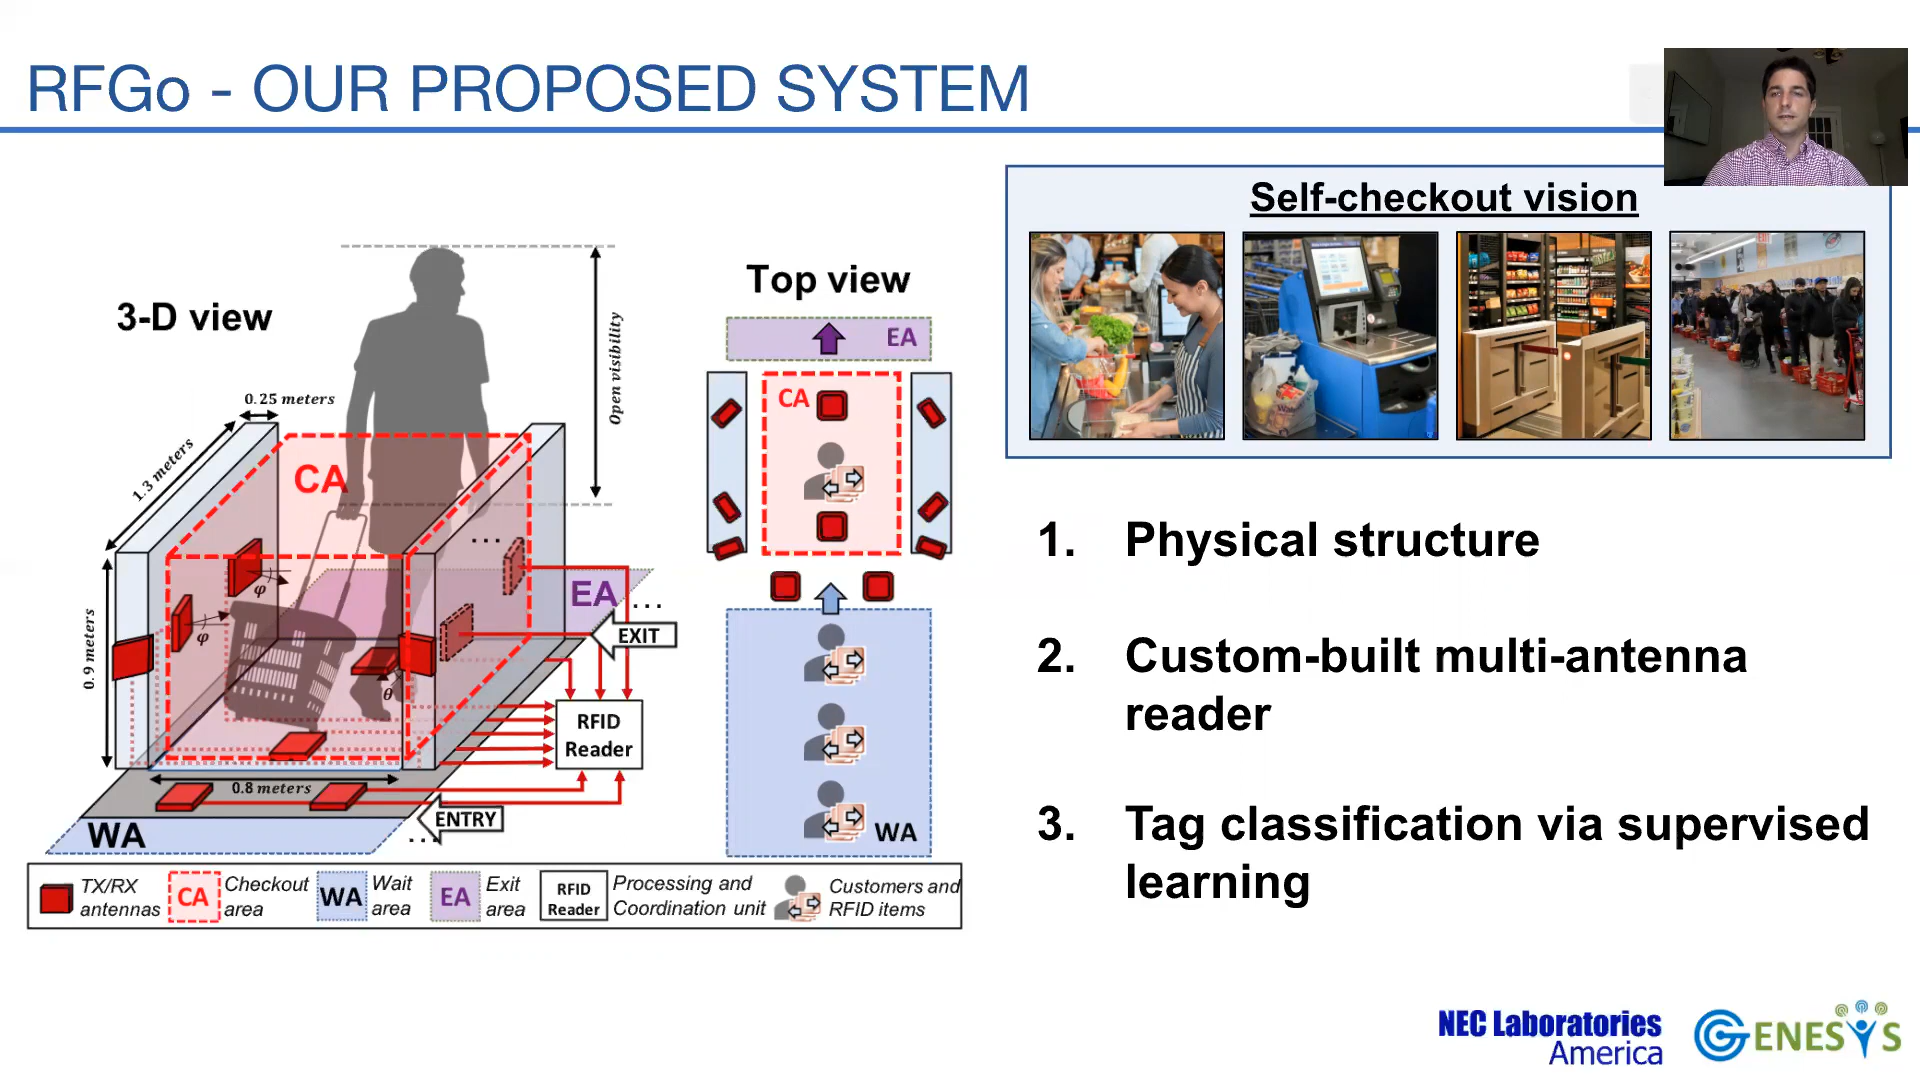 RFGo - OUR PROPOSED SYSTEM
3-D view
0.25 meters
1.3 meters
0.9 meters
0.8 meters
Open visibility
CA
φ
φ
θ
...
EA
...
EXIT
RFID
Reader
ENTRY
...
WA
Top view
EA
CA
WA
TX/RX
antennas
CA
Checkout
area
WA
Wait
area
EA
Exit
area
RFID
Reader
Processing and
Coordination unit
Customers and
RFID items
Self-checkout vision
1. Physical structure
2. Custom-built multi-antenna
reader
3. Tag classification via supervised
learning
NEC Laboratories
America
GENESYS